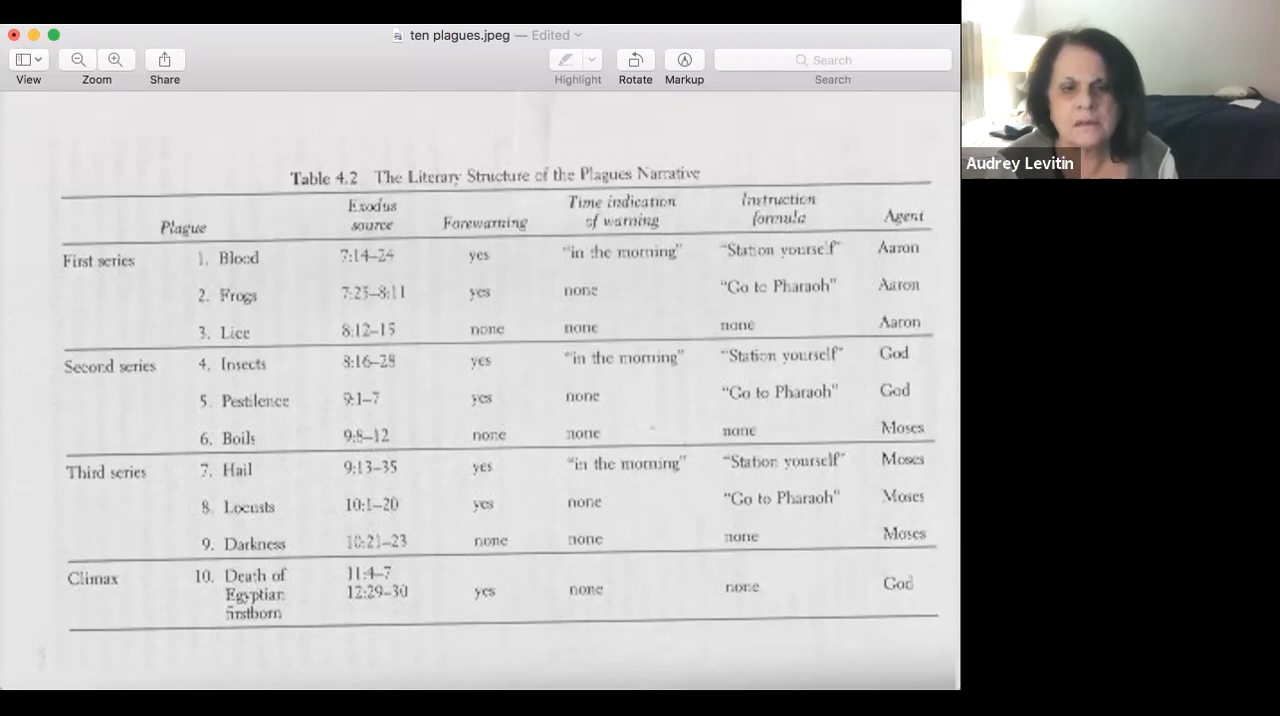 ten plagues.jpeg — Edited
View Zoom Share Highlight Rotate Markup Search
Search
Audrey Levitin
Table 4.2 The Literary Structure of the Plagues Narrative
Plague Exodus source Forewarning Time indication of warning Instruction formula Agent
First series 1. Blood 7:14–24 yes "in the morning" "Station yourself" Aaron
2. Frogs 7:25–8:11 yes none "Go to Pharaoh" Aaron
3. Lice 8:12–15 none none none Aaron
Second series 4. Insects 8:16–28 yes "in the morning" "Station yourself" God
5. Pestilence 9:1–7 yes none "Go to Pharaoh" God
6. Boils 9:8–12 none none none Moses
Third series 7. Hail 9:13–35 yes "in the morning" "Station yourself" Moses
8. Locusts 10:1–20 yes none "Go to Pharaoh" Moses
9. Darkness 10:21–23 none none none Moses
Climax 10. Death of Egyptian firstborn 11:4–7 12:29–30 yes none none God